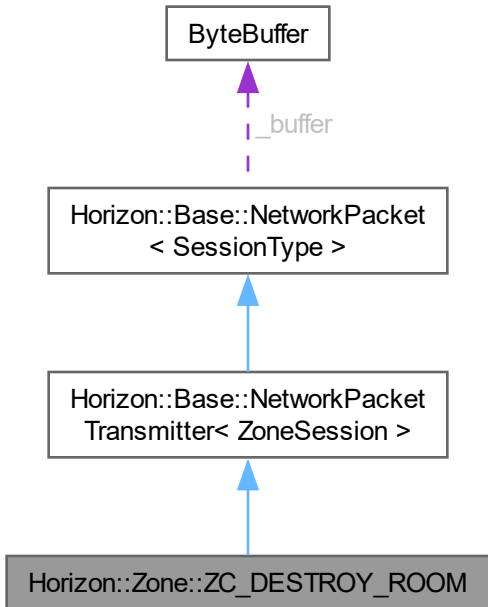 ByteBuffer
_buffer
Horizon::Base::NetworkPacket
< SessionType >
Horizon::Base::NetworkPacket
Transmitter< ZoneSession >
Horizon::Zone::ZC_DESTROY_ROOM